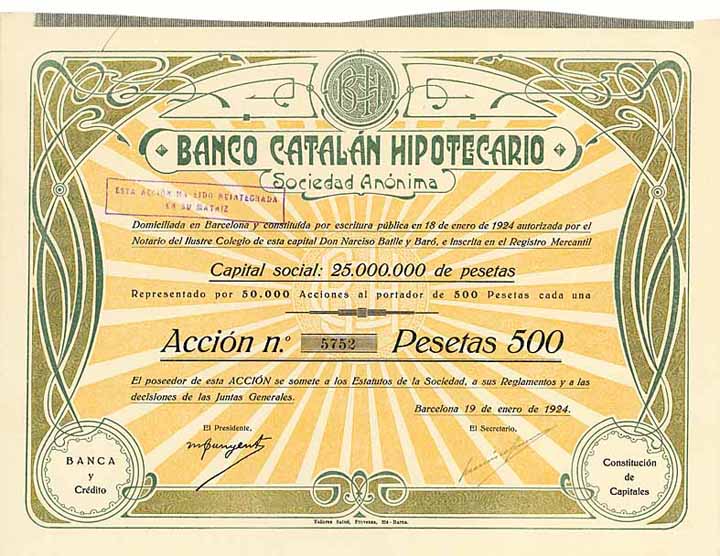 BCH
BANCO CATALÁN HIPOTECARIO
Sociedad Anónima
ESTA ACCIÓN HA SIDO REINTEGRADA
EN SU MATRIZ
Domiciliada en Barcelona y constituída por escritura pública en 18 de enero de 1924 autorizada por el
Notario del Ilustre Colegio de esta capital Don Narciso Batlle y Baró, e inscrita en el Registro Mercantil
Capital social: 25.000.000 de pesetas
Representado por 50.000 Acciones al portador de 500 Pesetas cada una
Acción n.º 5752 Pesetas 500
El poseedor de esta ACCIÓN se somete a los Estatutos de la Sociedad, a sus Reglamentos y a las
decisiones de las Juntas Generales.
Barcelona 19 de enero de 1924.
El Presidente.
El Secretario.
BANCA
y
Crédito
Constitución
de
Capitales
Talleres